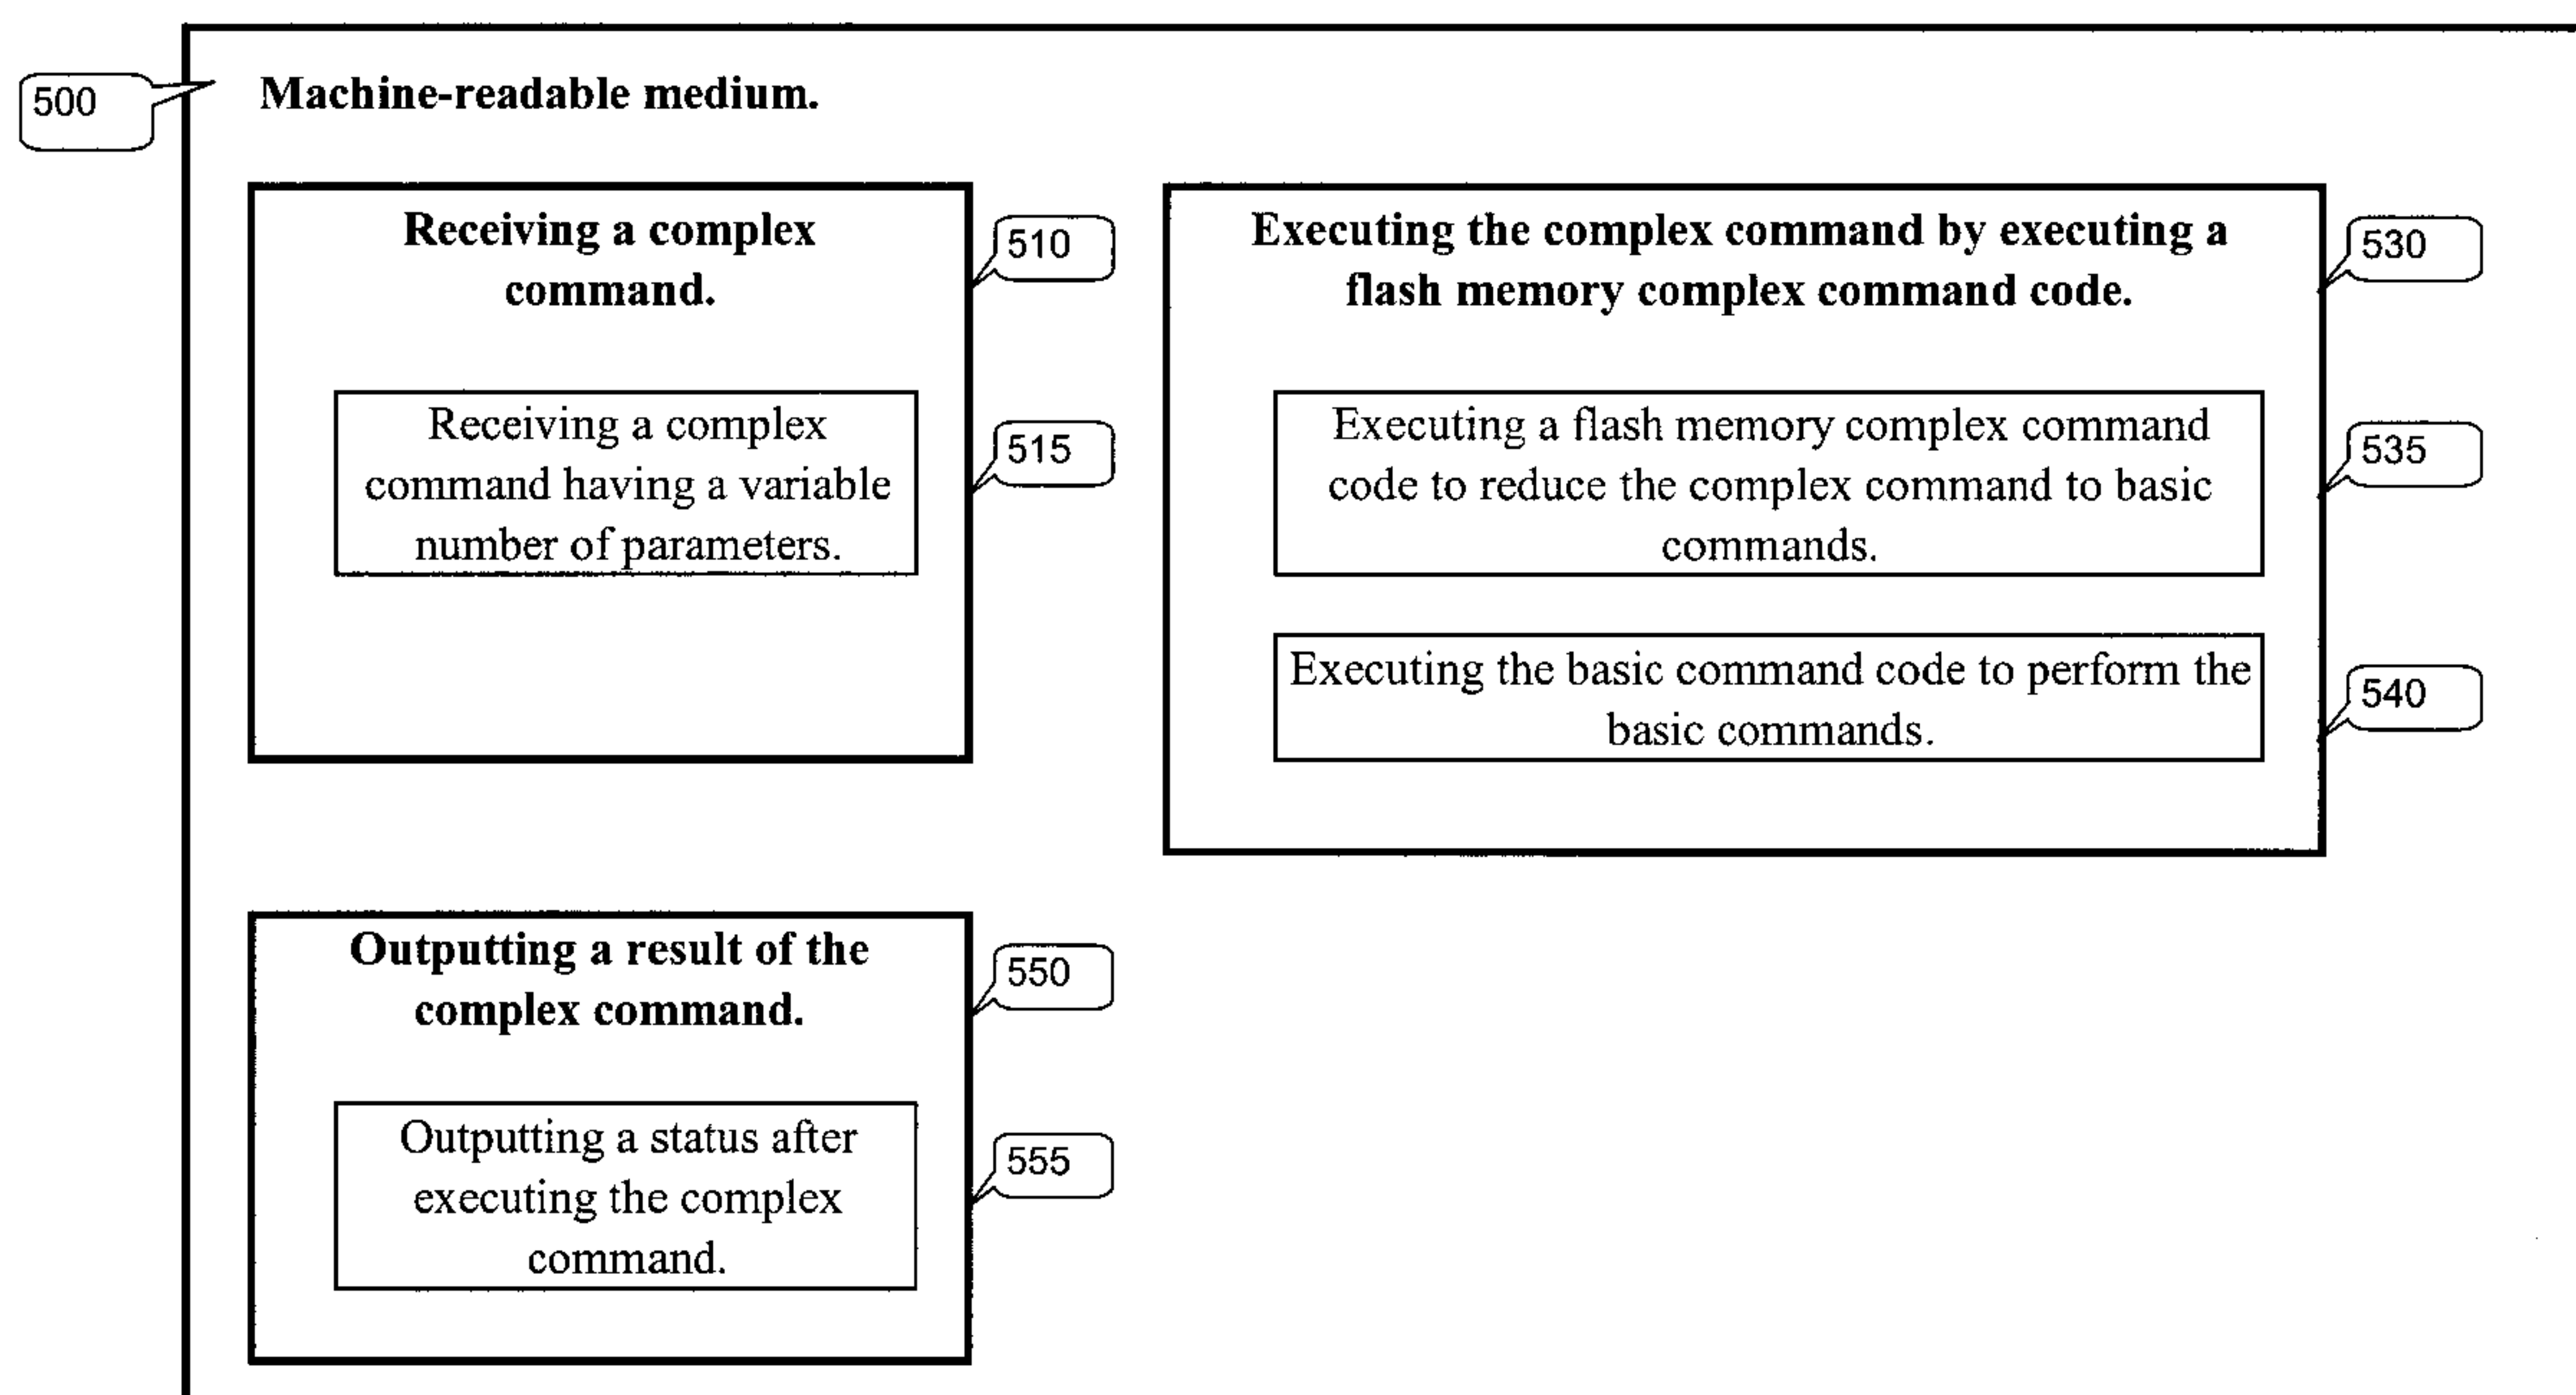 500
Machine-readable medium.
Receiving a complex
command.
510
Receiving a complex
command having a variable
number of parameters.
515
Executing the complex command by executing a
flash memory complex command code.
530
Executing a flash memory complex command
code to reduce the complex command to basic
commands.
535
Executing the basic command code to perform the
basic commands.
540
Outputting a result of the
complex command.
550
Outputting a status after
executing the complex
command.
555